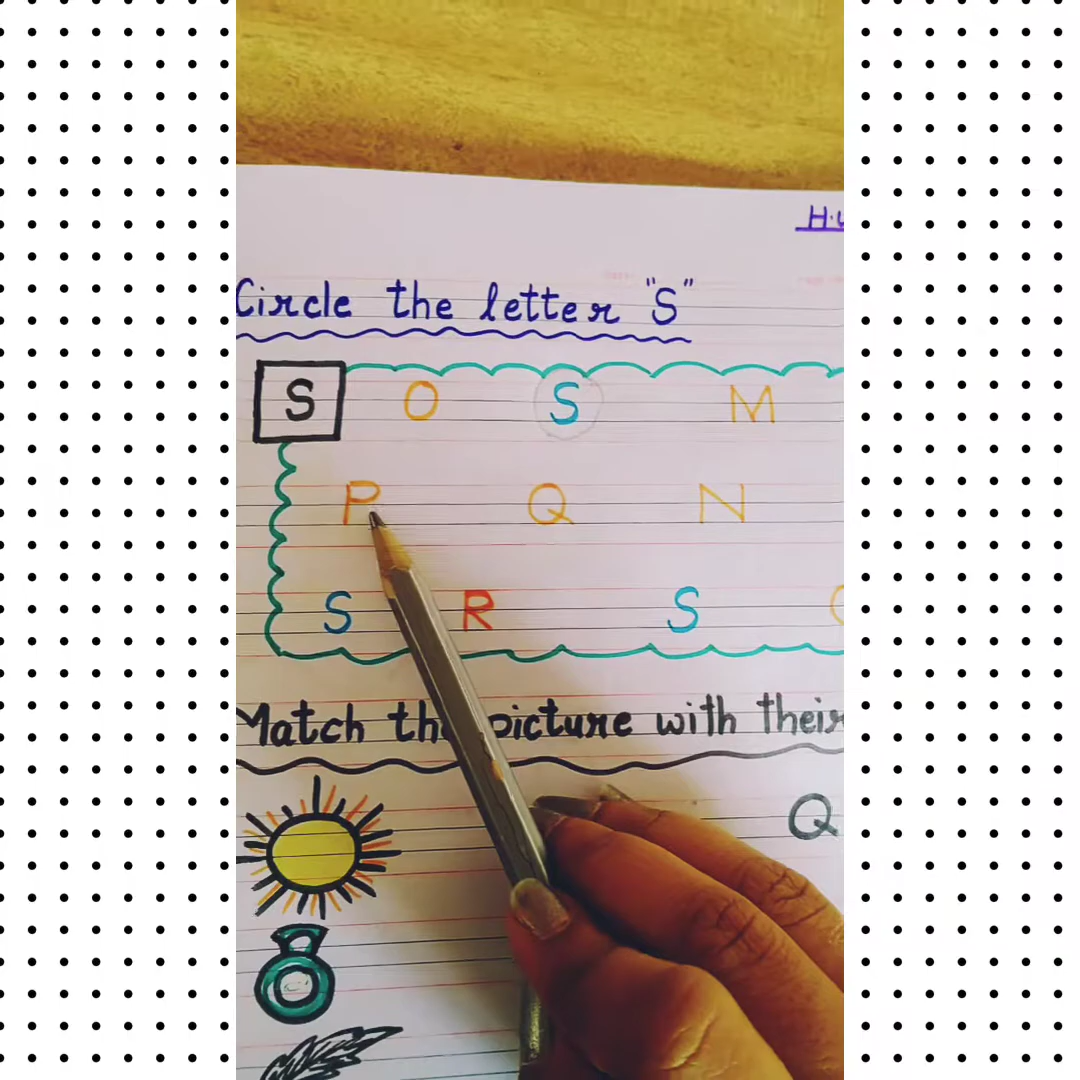 Circle the letter "S"
S O S M
P Q N
S R S
Match the picture with their
Q